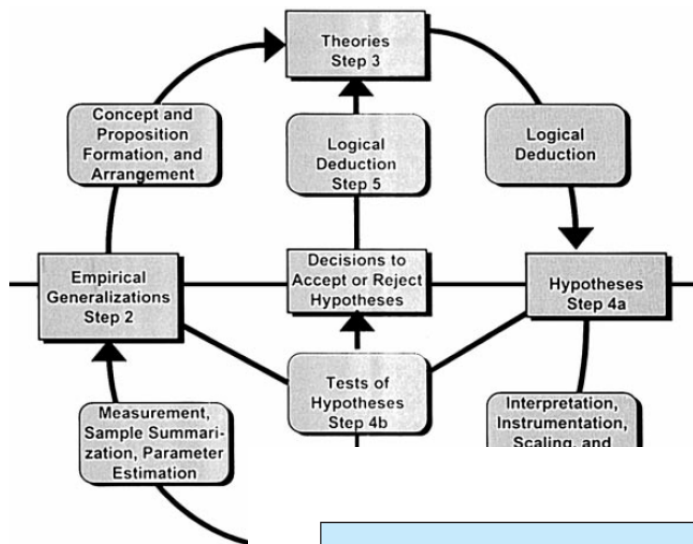 Theories
Step 3
Concept and
Proposition
Formation, and
Arrangement
Logical
Deduction
Step 5
Logical
Deduction
Empirical
Generalizations
Step 2
Decisions to
Accept or Reject
Hypotheses
Hypotheses
Step 4a
Tests of
Hypotheses
Step 4b
Measurement,
Sample Summari-
zation, Parameter
Estimation
Interpretation,
Instrumentation,
Scaling, and